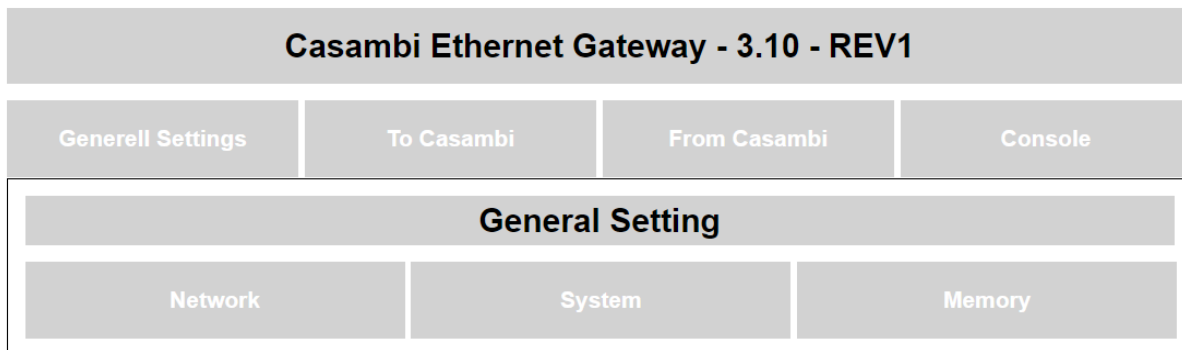 Casambi Ethernet Gateway - 3.10 - REV1
Generell Settings
To Casambi
From Casambi
Console
General Setting
Network
System
Memory